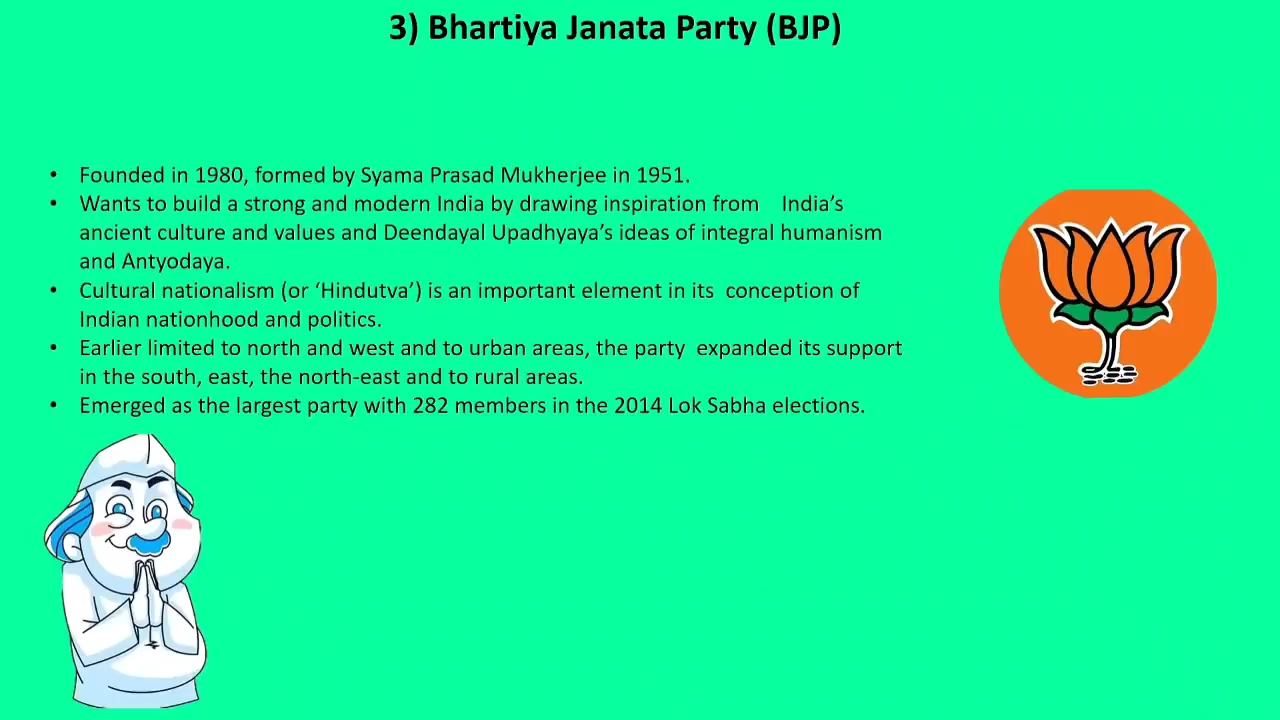 3) Bhartiya Janata Party (BJP)
• Founded in 1980, formed by Syama Prasad Mukherjee in 1951.
• Wants to build a strong and modern India by drawing inspiration from India’s
ancient culture and values and Deendayal Upadhyaya’s ideas of integral humanism
and Antyodaya.
• Cultural nationalism (or ‘Hindutva’) is an important element in its conception of
Indian nationhood and politics.
• Earlier limited to north and west and to urban areas, the party expanded its support
in the south, east, the north-east and to rural areas.
• Emerged as the largest party with 282 members in the 2014 Lok Sabha elections.